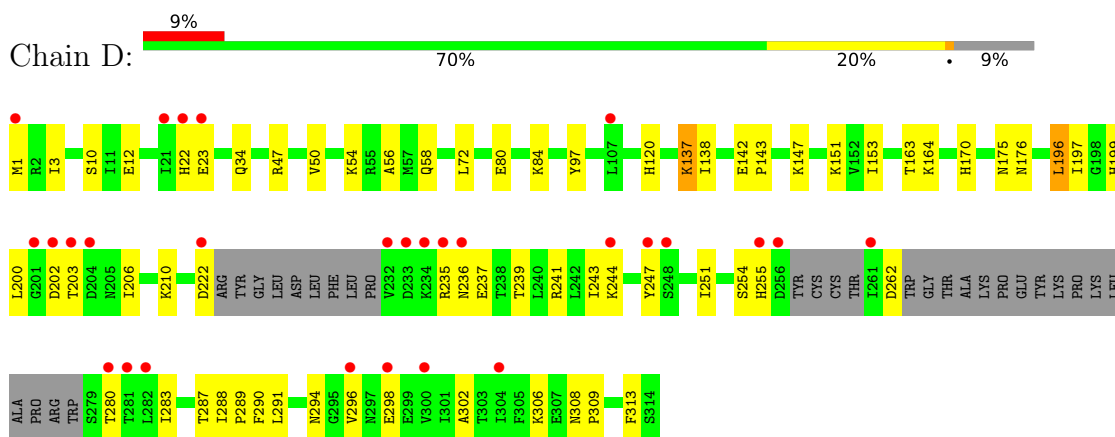 9%
Chain D:
70% 20% • 9%
M1 R2 I3 S10 I11 E12 I21 H22 E23 Q34 R47 V50 K54 R55 A56 M57 Q58 L72 E80 K84 Y97 L107 H120 K137 I138 E142 P143 K147 K151 V152 I153 T163 K164 H170 N175 N176 L196 I197 G198 H199
L200 G201 D202 T203 D204 N205 I206 K210 D222 ARG TYR GLY LEU ASP LEU PHE LEU PRO V232 D233 K234 R235 N236 E237 T238 T239 L240 R241 L242 I243 K244 Y247 S248 I251 S254 H255 D256 TYR CYS CYS THR I261 D262 TRP GLY THR ALA LYS PRO GLU TYR LYS PRO LYS LEU
ALA PRO ARG TRP S279 T280 T281 L282 I283 T287 I288 P289 F290 L291 N294 G295 V296 N297 E298 E299 V300 I301 A302 T303 I304 F305 K306 E307 N308 P309 F313 S314